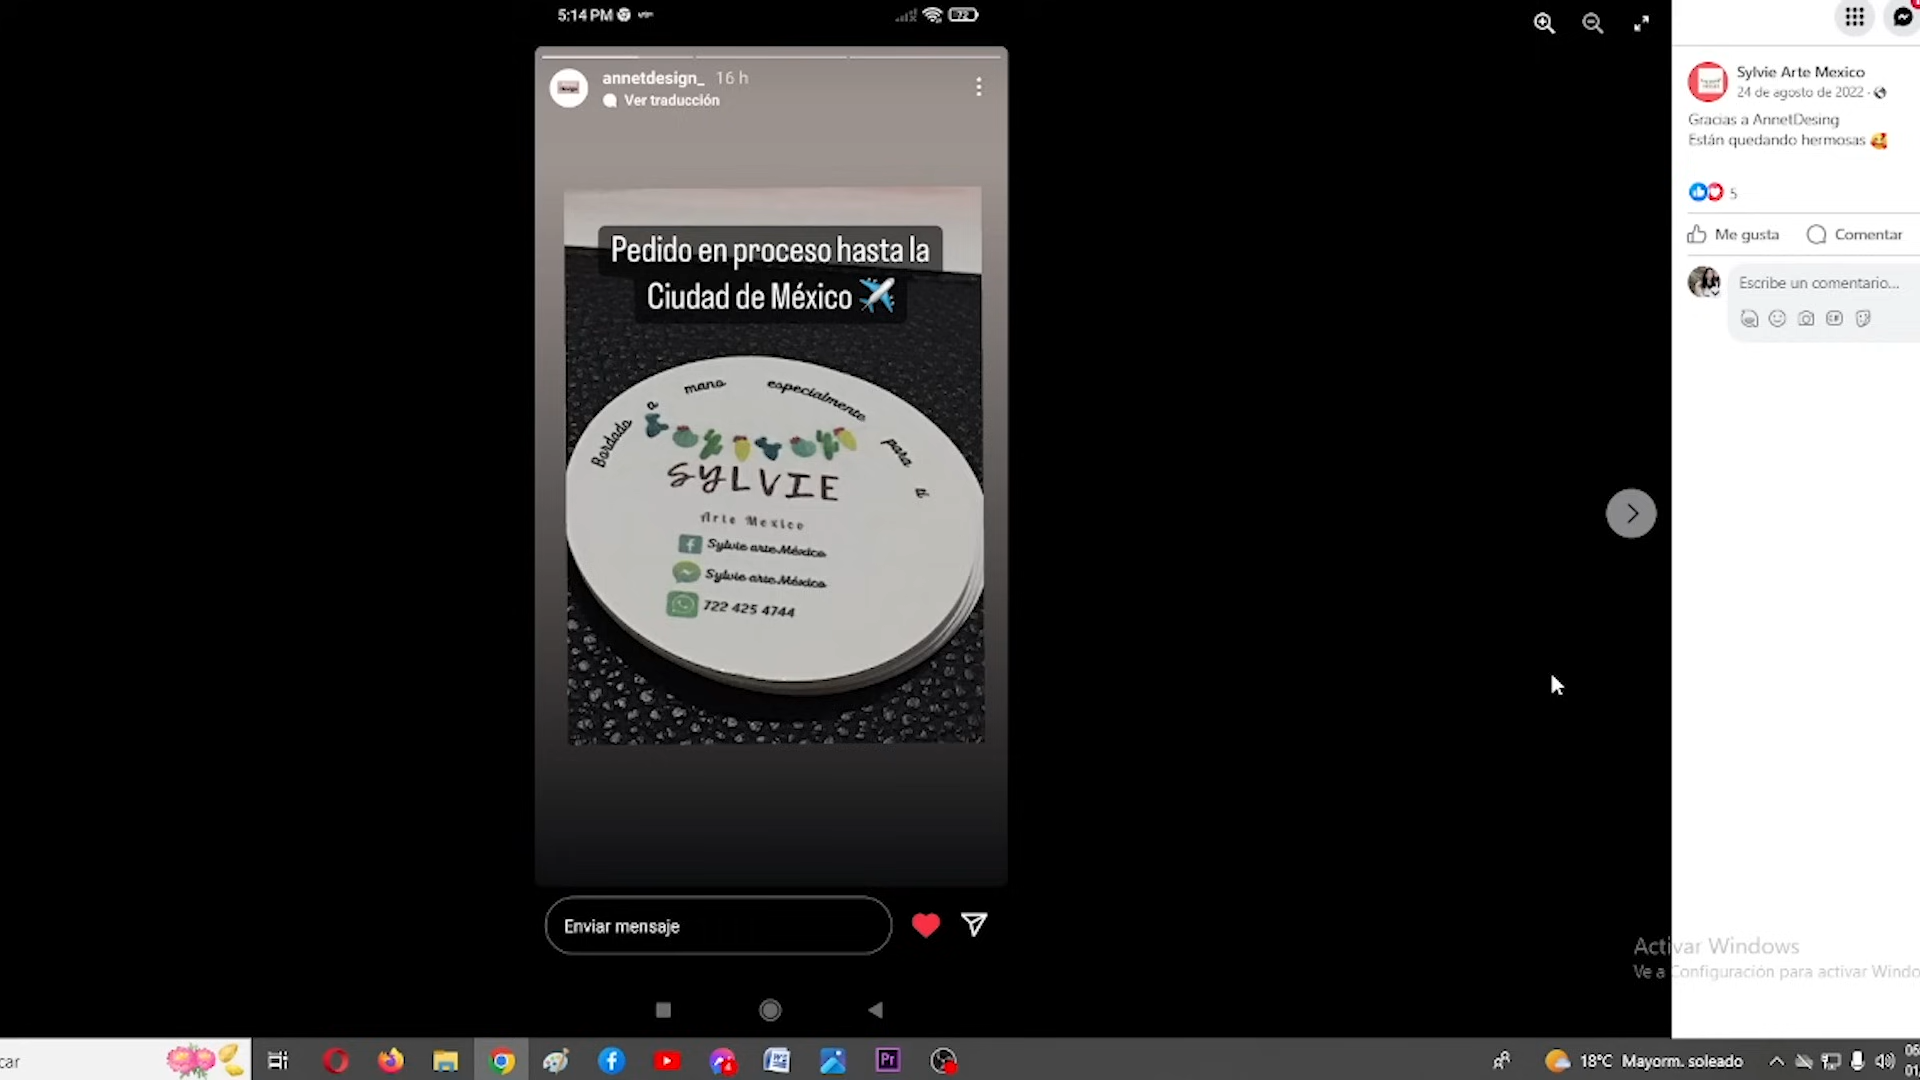 5:14 PM
72
annetdesign_ 16 h
Ver traducción
Pedido en proceso hasta la
Ciudad de México
Bordado a mano especialmente para ti
SYLVIE
Arte Mexico
Sylvie arte México
Sylvie arte México
722 425 4744
Enviar mensaje
Sylvie Arte Mexico
24 de agosto de 2022 ·
Gracias a AnnetDesing
Están quedando hermosas
5
Me gusta
Comentar
Escribe un comentario...
Activar Windows
Ve a Configuración para activar Windo
car
18°C Mayorm. soleado